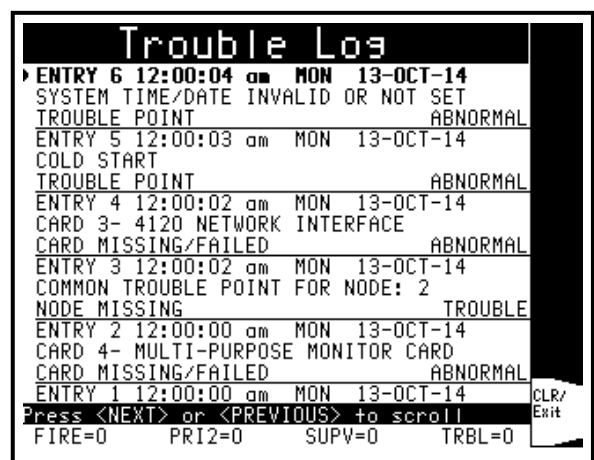 Trouble Log
ENTRY 6 12:00:04 am MON 13-OCT-14
SYSTEM TIME/DATE INVALID OR NOT SET
TROUBLE POINT ABNORMAL
ENTRY 5 12:00:03 am MON 13-OCT-14
COLD START
TROUBLE POINT ABNORMAL
ENTRY 4 12:00:02 am MON 13-OCT-14
CARD 3- 4120 NETWORK INTERFACE
CARD MISSING/FAILED ABNORMAL
ENTRY 3 12:00:02 am MON 13-OCT-14
COMMON TROUBLE POINT FOR NODE: 2
NODE MISSING TROUBLE
ENTRY 2 12:00:00 am MON 13-OCT-14
CARD 4- MULTI-PURPOSE MONITOR CARD
CARD MISSING/FAILED ABNORMAL
ENTRY 1 12:00:00 am MON 13-OCT-14
Press <NEXT> or <PREVIOUS> to scroll
FIRE=0 PRI2=0 SUPV=0 TRBL=0
CLR/
Exit